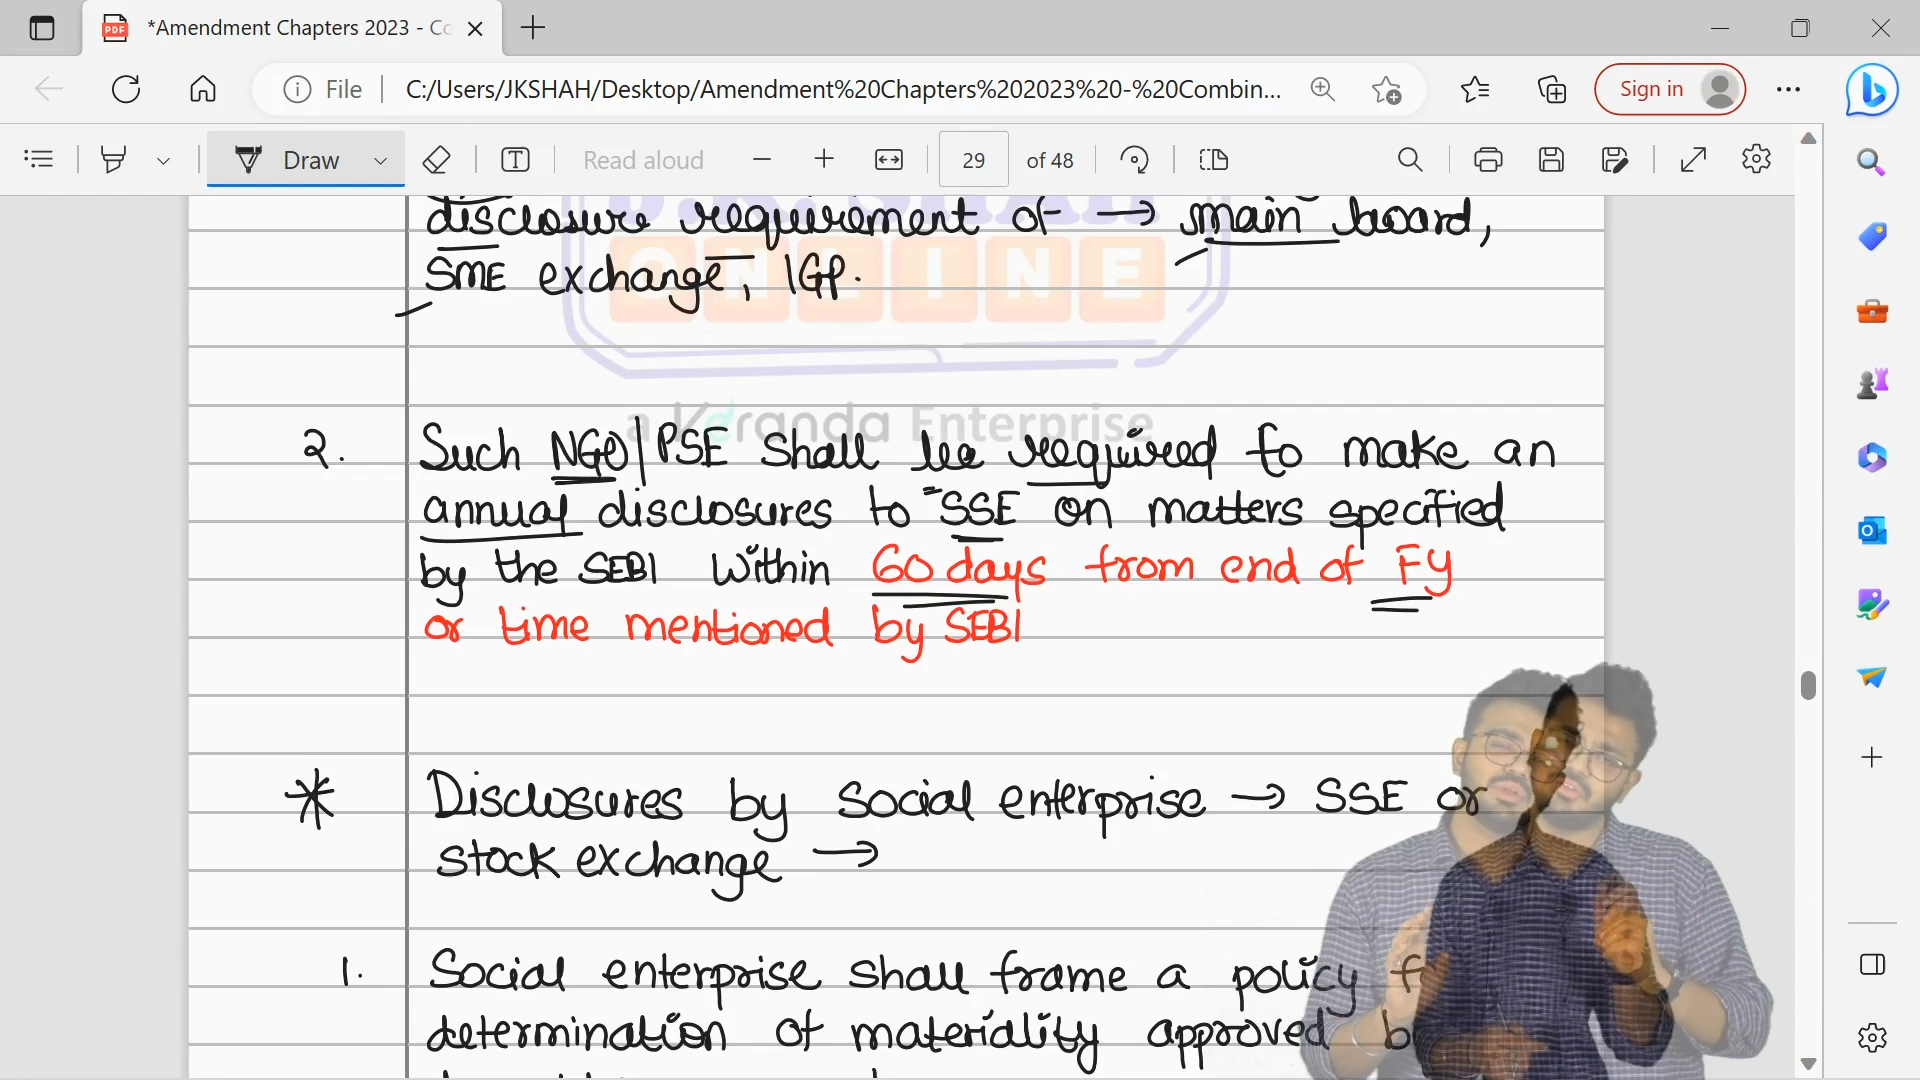 *Amendment Chapters 2023 - Co
File
C:/Users/JKSHAH/Desktop/Amendment%20Chapters%202023%20-%20Combin...
Sign in
Draw
Read aloud
29
of 48
J.K. SHAH
disclosure requirement of → main board,
ONLINE
SME exchange, IGP.
a Veranda Enterprise
2. Such NGO/PSE shall be required to make an
annual disclosures to SSE on matters specified
by the SEBI within 60 days from end of Fy
or time mentioned by SEBI
* Disclosures by social enterprise → SSE or
stock exchange →
1. Social enterprise shall frame a policy
determination of materiality approved